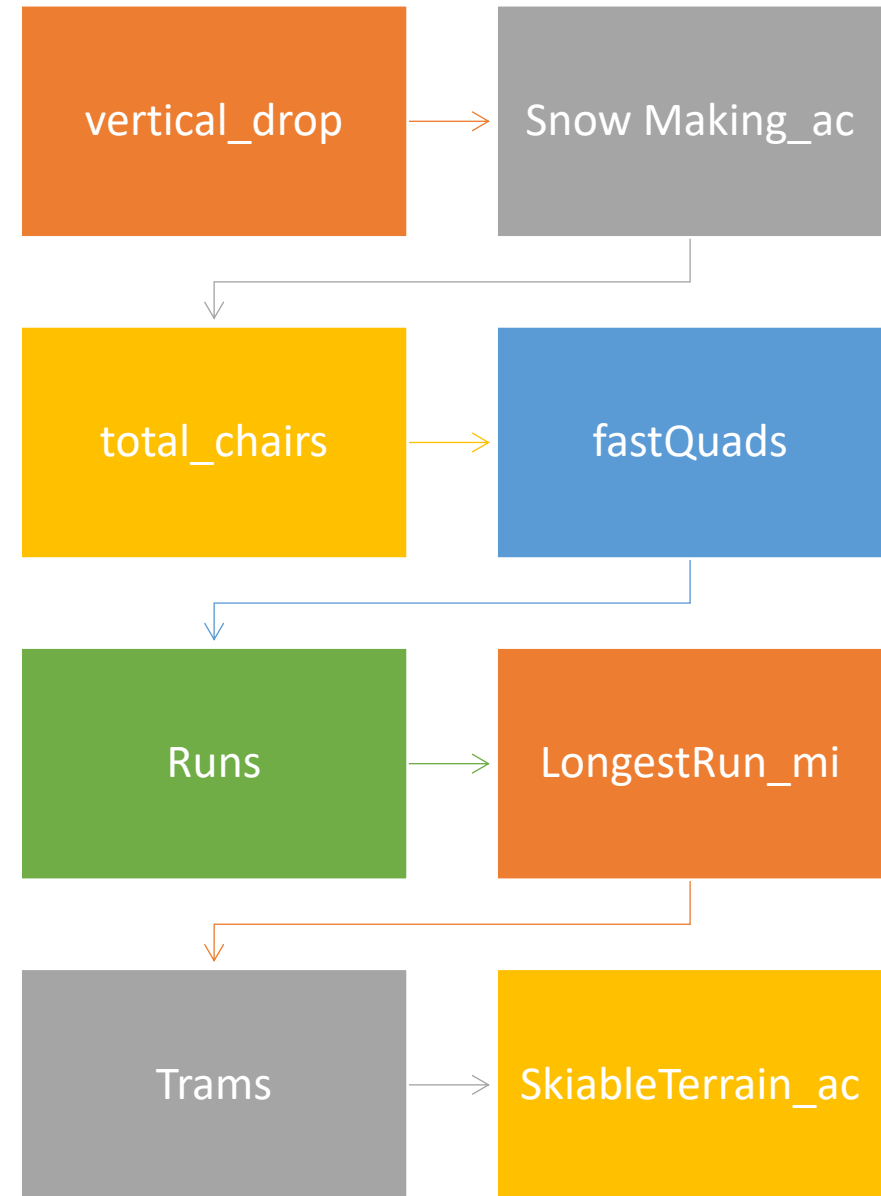 vertical_drop
Snow Making_ac
total_chairs
fastQuads
Runs
LongestRun_mi
Trams
SkiableTerrain_ac